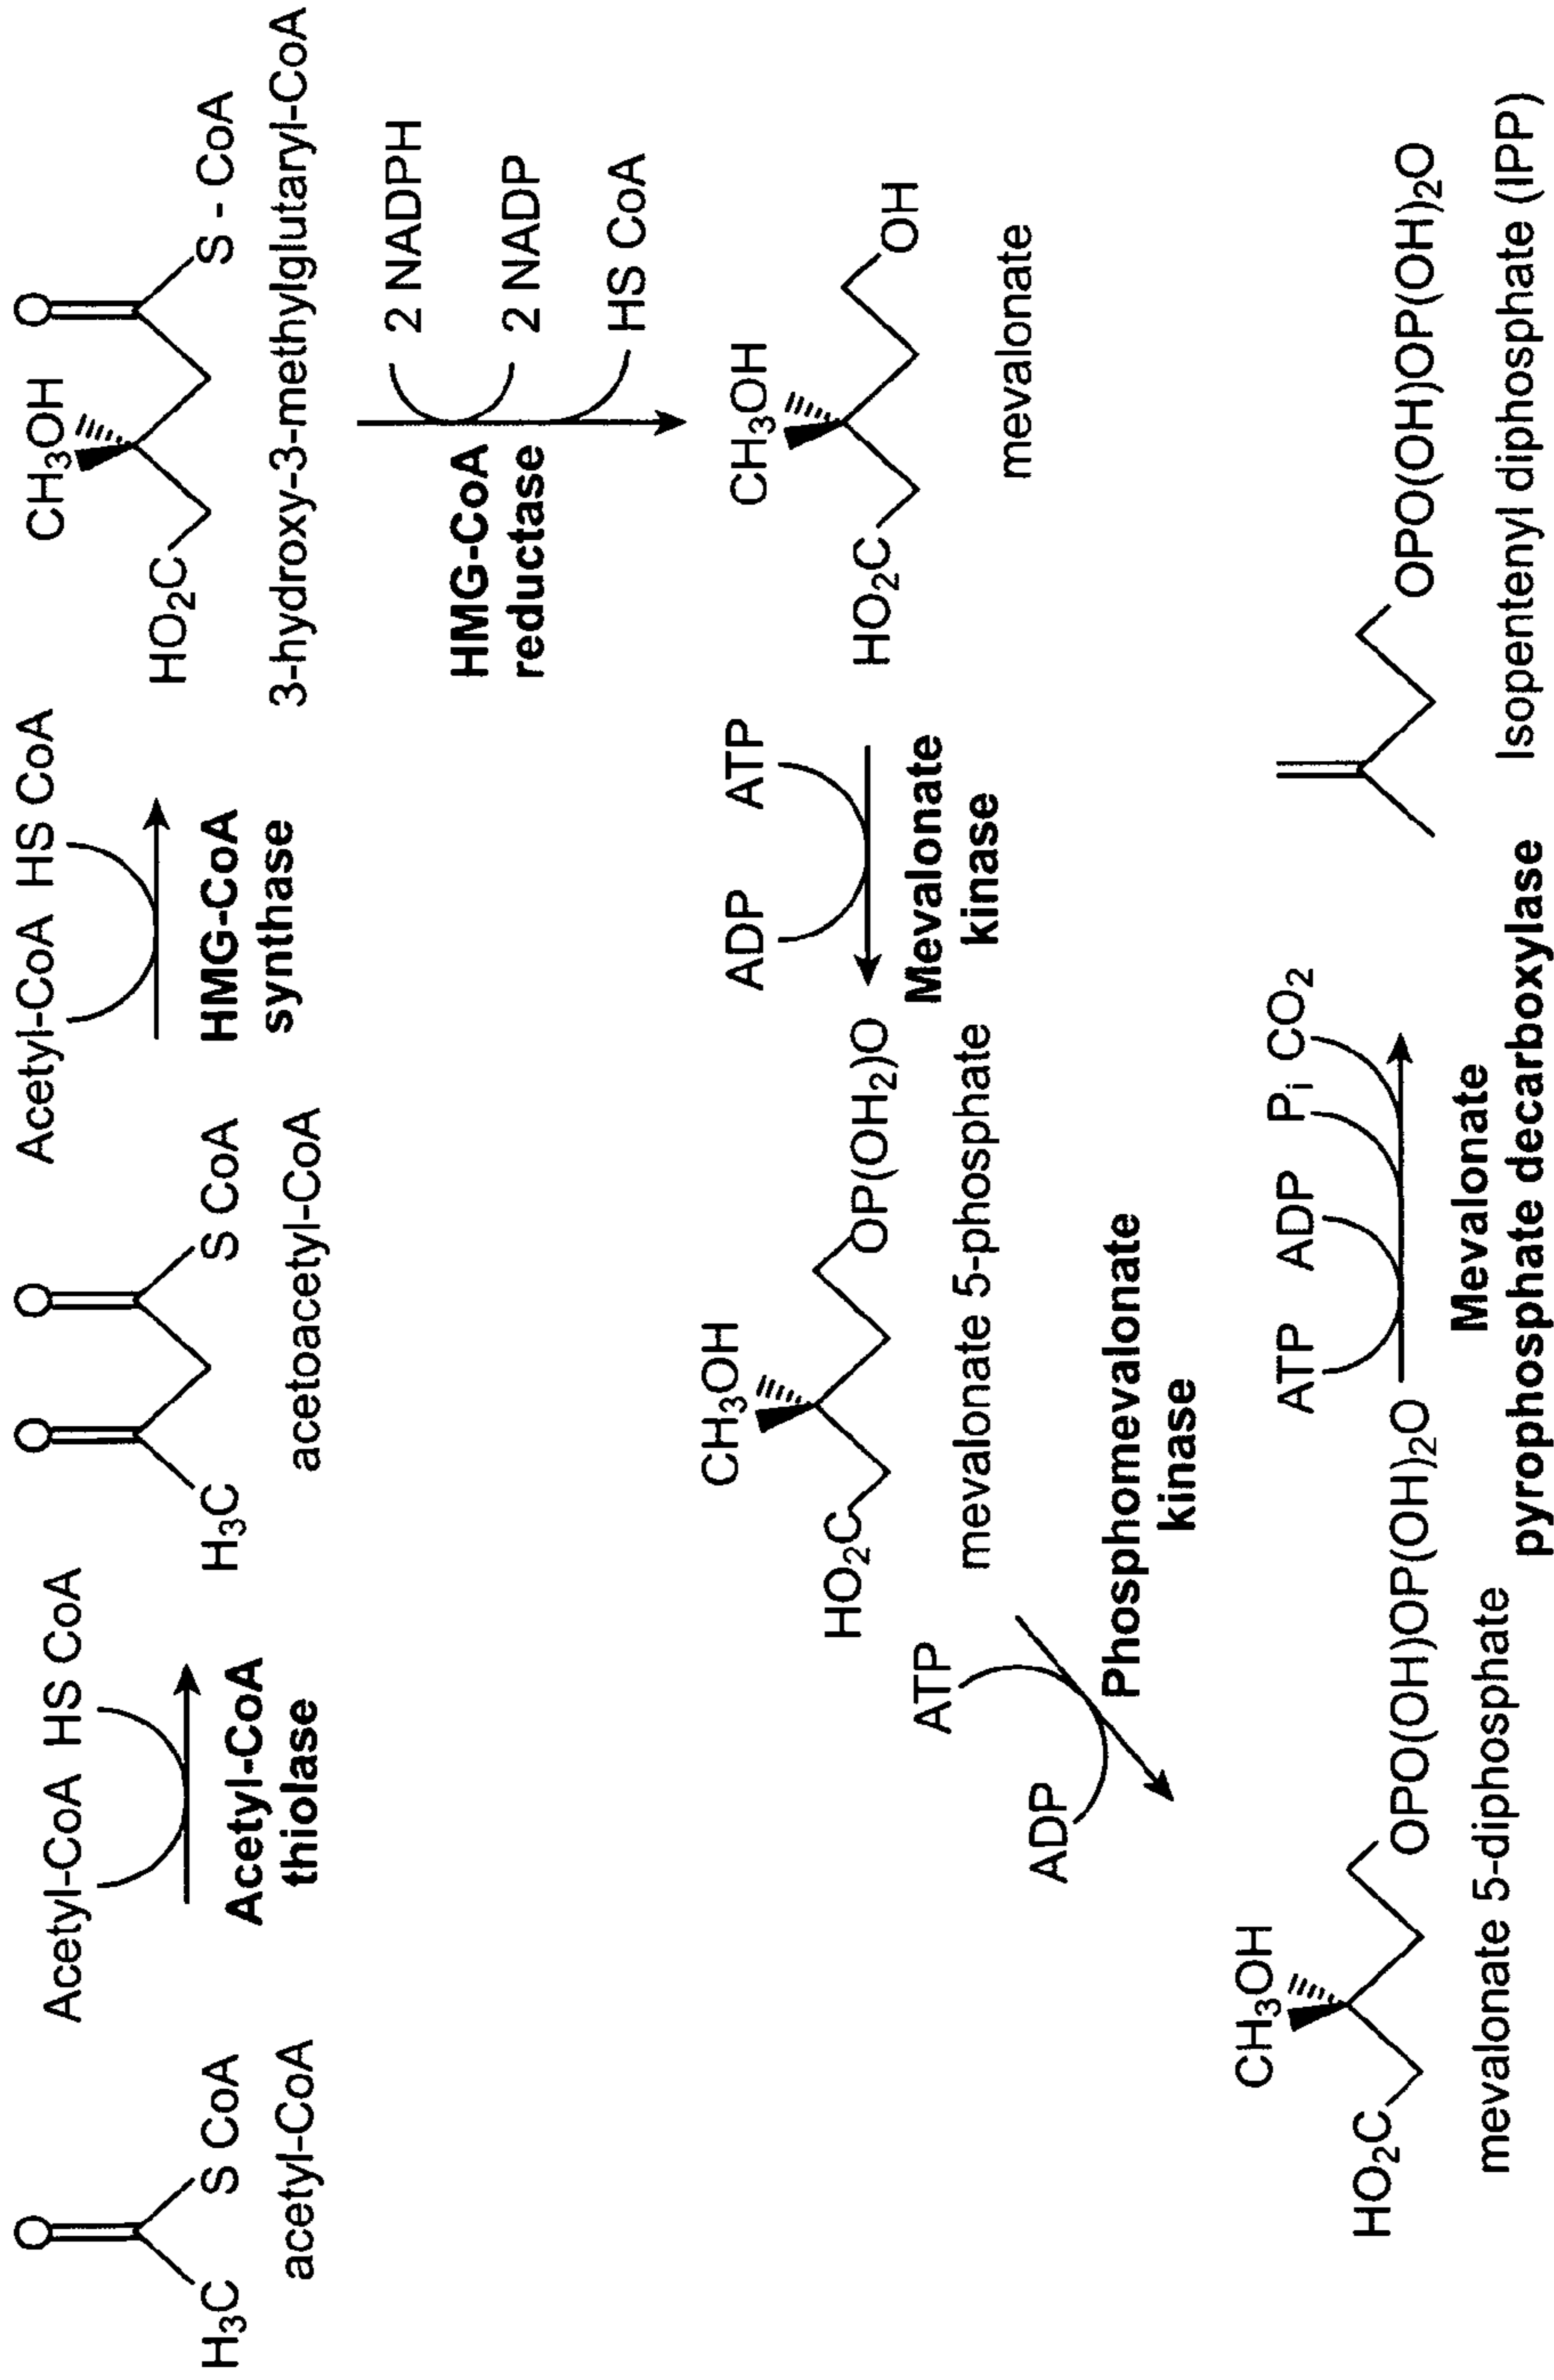 O
H₃C
S CoA
acetyl-CoA
Acetyl-CoA HS CoA
Acetyl-CoA
thiolase
O O
H₃C
S CoA
acetoacetyl-CoA
Acetyl-CoA HS CoA
HMG-CoA
synthase
CH₃OH
O
HO₂C
S - CoA
3-hydroxy-3-methylglutaryl-CoA
HMG-CoA
reductase
2 NADPH
2 NADP
HS CoA
CH₃OH
HO₂C
OH
mevalonate
ADP ATP
Mevalonate
kinase
CH₃OH
HO₂C
OP(OH₂)O
mevalonate 5-phosphate
ATP
ADP
Phosphomevalonate
kinase
CH₃OH
HO₂C
OPO(OH)OP(OH)₂O
mevalonate 5-diphosphate
ATP ADP Pᵢ CO₂
Mevalonate
pyrophosphate decarboxylase
OPO(OH)OP(OH)₂O
Isopentenyl diphosphate (IPP)